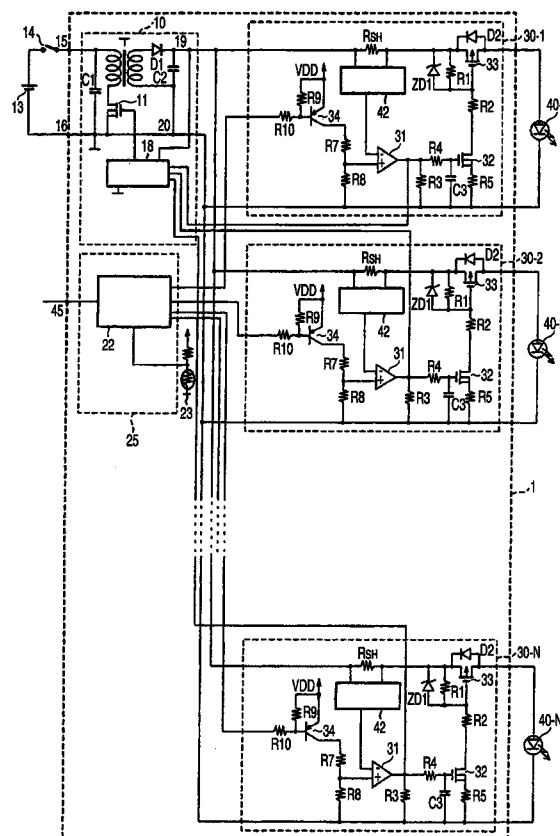 14 15 10 19 1
30-1
D1
C1
C2
11
13
16 20
18
RSH
D2
33
ZD1
R1
R2
42
VDD
R9
R10
34
R7
R8
31
R4
R3
C3
32
R5
40-
45
22
23
25
30-2
RSH
D2
33
ZD1
R1
R2
42
VDD
R9
R10
34
R7
R8
31
R4
R3
C3
32
R5
40-
1
30-N
RSH
D2
33
ZD1
R1
R2
42
VDD
R9
R10
34
R7
R8
31
R4
R3
C3
32
R5
40-N